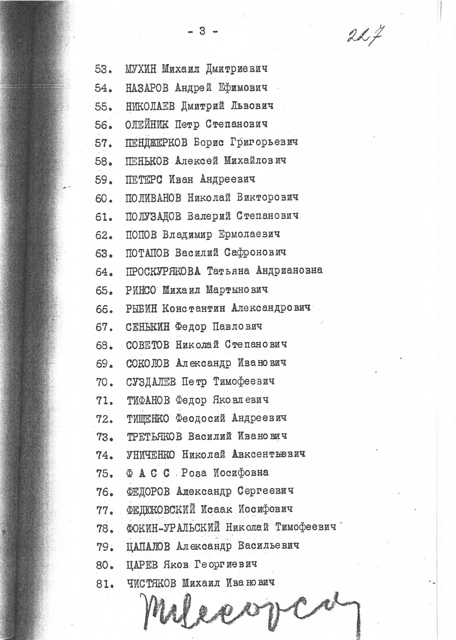 - 3 -
227
53. МУХИН Михаил Дмитриевич
54. НАЗАРОВ Андрей Ефимович
55. НИКОЛАЕВ Дмитрий Львович
56. ОЛЕЙНИК Петр Степанович
57. ПЕНДЖЕРКОВ Борис Григорьевич
58. ПЕНЬКОВ Алексей Михайлович
59. ПЕТЕРС Иван Андреевич
60. ПОЛИВАНОВ Николай Викторович
61. ПОЛУЗАДОВ Валерий Степанович
62. ПОПОВ Владимир Ермолаевич
63. ПОТАПОВ Василий Сафронович
64. ПРОСКУРЯКОВА Татьяна Андриановна
65. РИНСО Михаил Мартынович
66. РЫБИН Константин Александрович
67. СЕНЬКИН Федор Павлович
68. СОВЕТОВ Николай Степанович
69. СОКОЛОВ Александр Иванович
70. СУЗДАЛЕВ Петр Тимофеевич
71. ТИФАНОВ Федор Яковлевич
72. ТИЩЕНКО Феодосий Андреевич
73. ТРЕТЬЯКОВ Василий Иванович
74. УНИЧЕНКО Николай Авксентьевич
75. Ф А С С Роза Иосифовна
76. ФЕДОРОВ Александр Сергеевич
77. ФЕДЮКОВСКИЙ Исаак Иосифович
78. ФОКИН-УРАЛЬСКИЙ Николай Тимофеевич
79. ЦАПАЛОВ Александр Васильевич
80. ЦАРЕВ Яков Георгиевич
81. ЧИСТЯКОВ Михаил Иванович